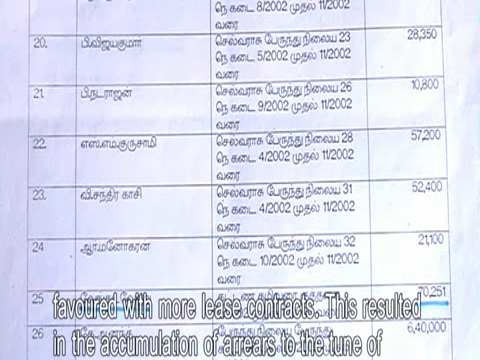 நெ கடை 8/2002 முதல் 11/2002
வரை
20. பி.விஜயகுமார் செல்வராசு பேருந்து நிலைய 23 28,350
நெ கடை 5/2002 முதல் 11/2002
வரை
21. பி.நடராஜன் செல்வராசு பேருந்து நிலைய 26 10,800
நெ கடை 9/2002 முதல் 11/2002
வரை
22. எஸ்.எம்.குருசாமி செல்வராசு பேருந்து நிலைய 28 57,200
நெ கடை 4/2002 முதல் 11/2002
வரை
23. வி.சந்திர காசி செல்வராசு பேருந்து நிலைய 31 52,400
நெ கடை 4/2002 முதல் 11/2002
வரை
24 ஆர்.மனோகரன் செல்வராசு பேருந்து நிலைய 32 21,100
நெ கடை 10/2002 முதல் 11/2002
வரை
25 70,251
favoured with more lease contracts. This resulted
26 பேருந்து நிலைய 6,40,000
in the accumulation of arrears to the tune of